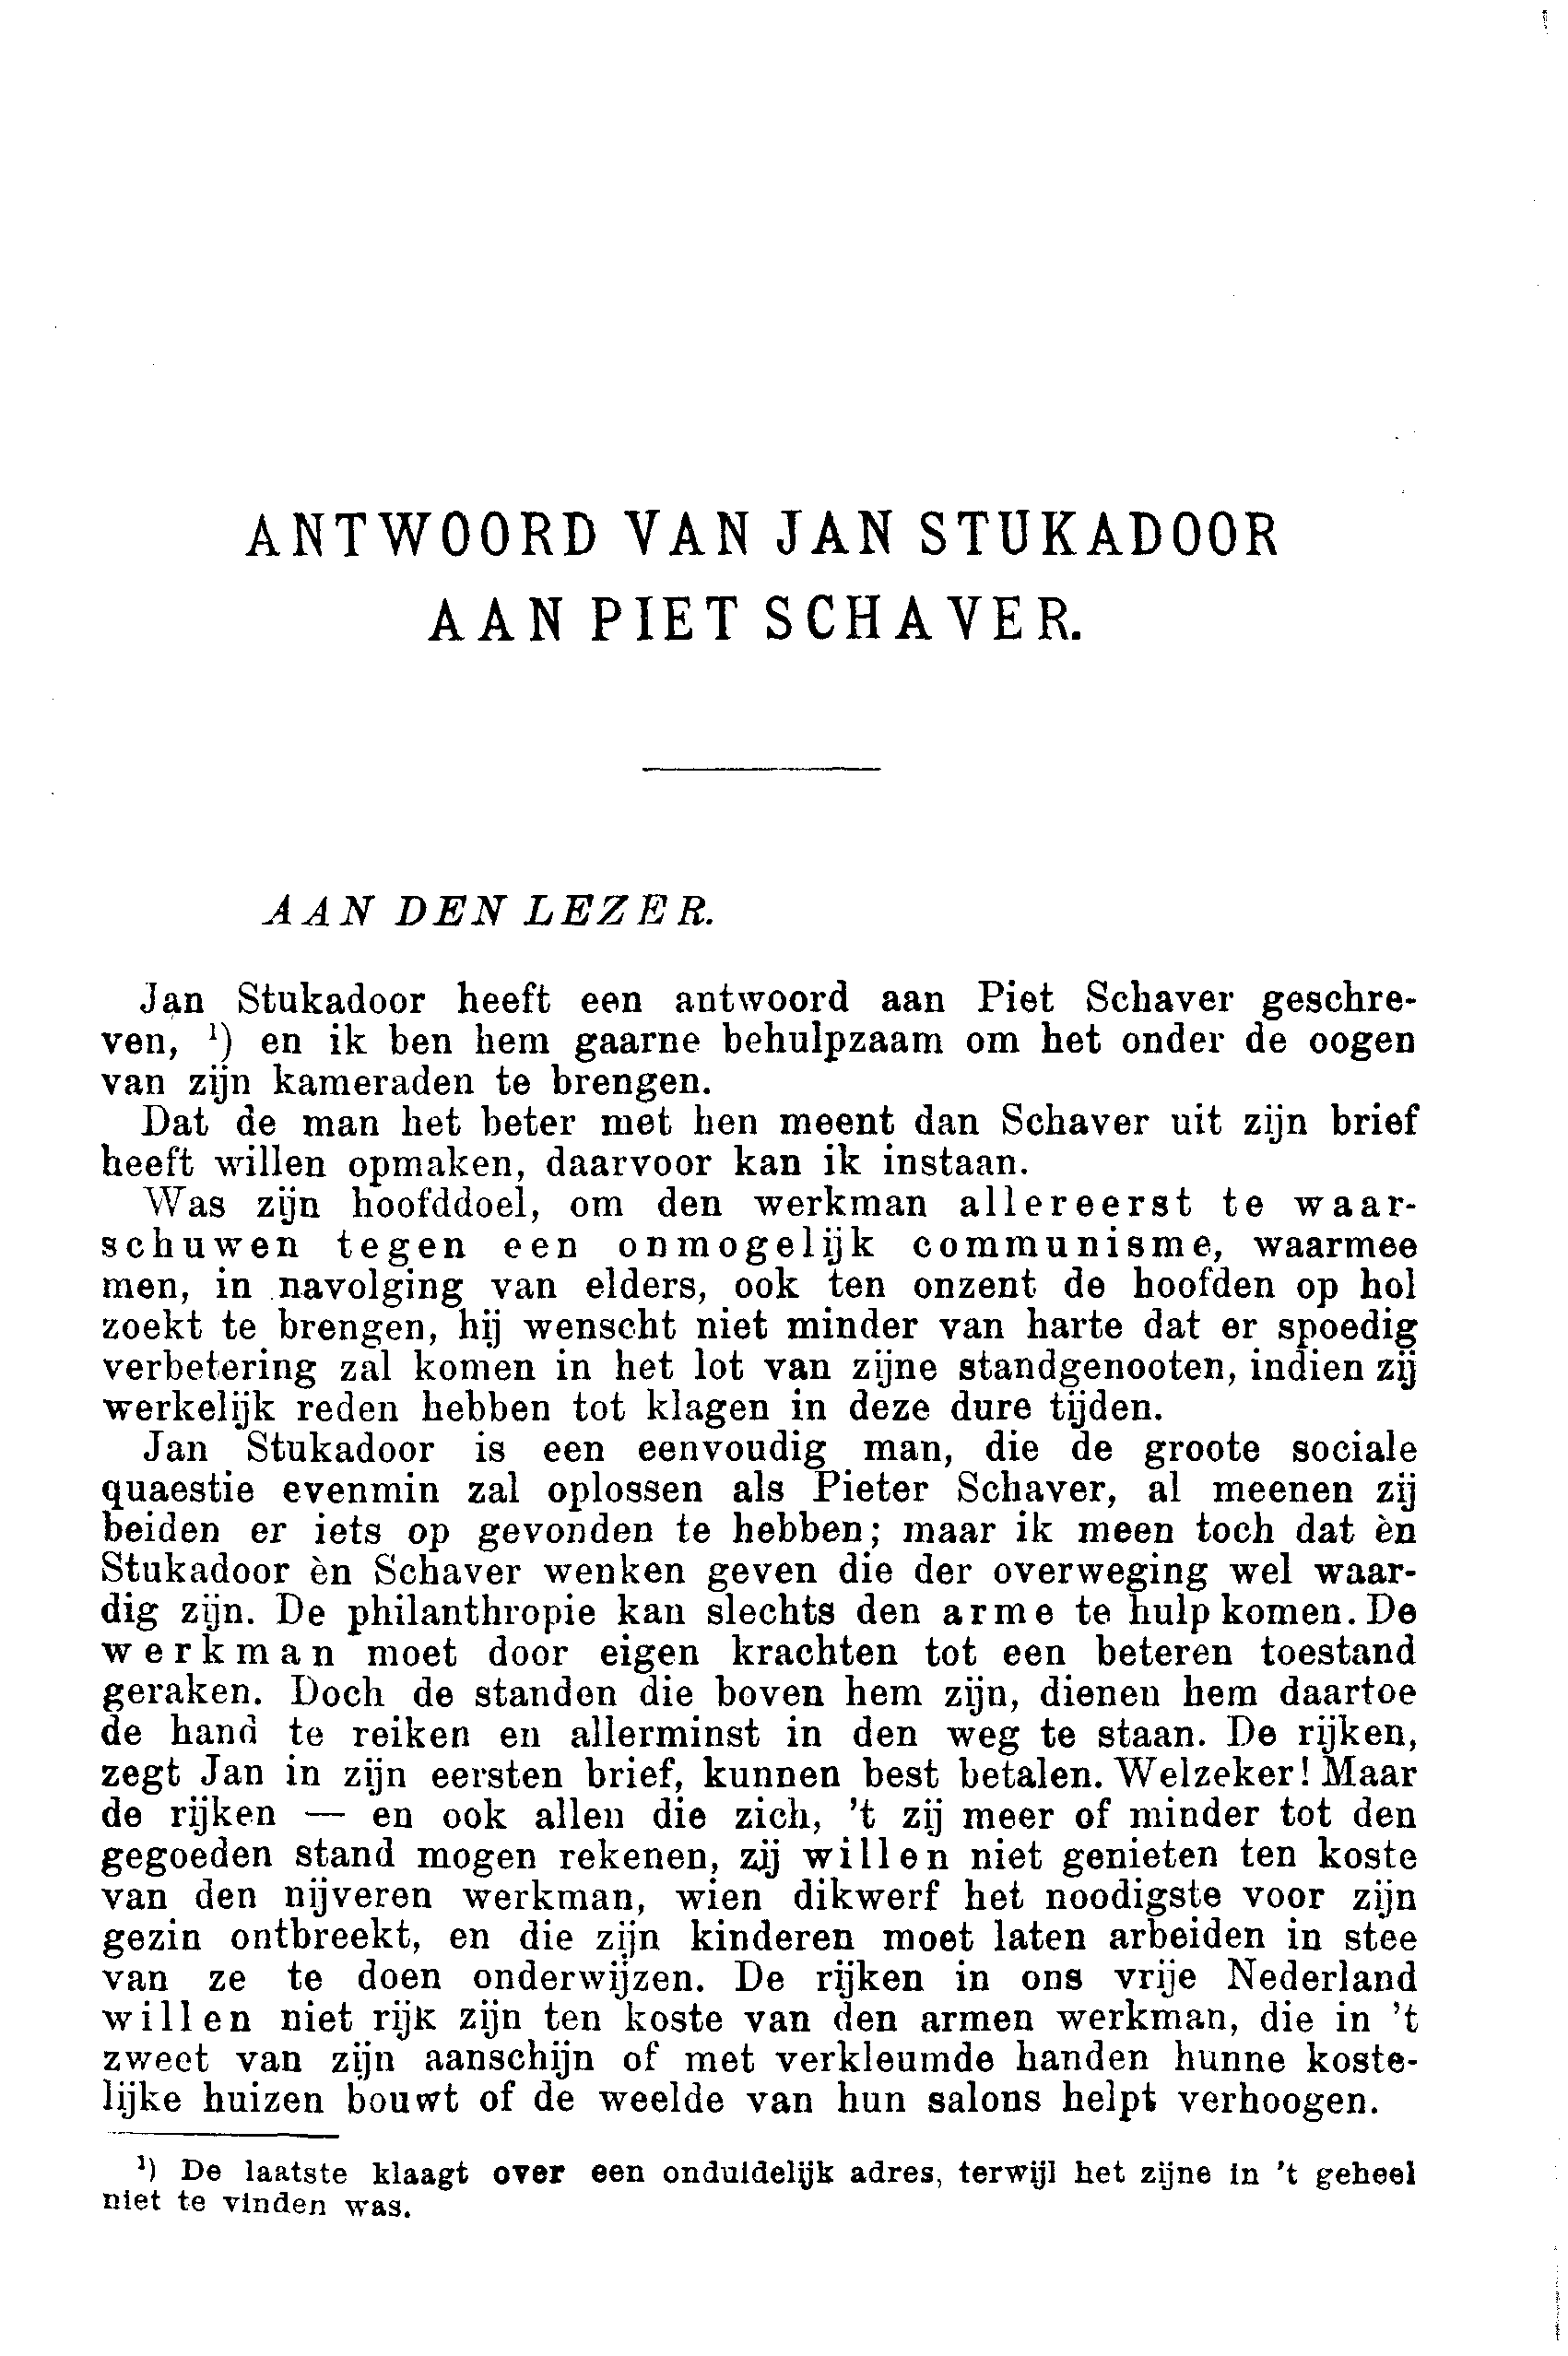 ANTWOORD VAN JAN STUKADOOR
AAN PIET SCHAVER.
AAN DEN LEZER.
Jan Stukadoor heeft een antwoord aan Piet Schaver geschre-
ven, ¹) en ik ben hem gaarne behulpzaam om het onder de oogen
van zijn kameraden te brengen.
Dat de man het beter met hen meent dan Schaver uit zijn brief
heeft willen opmaken, daarvoor kan ik instaan.
Was zijn hoofddoel, om den werkman allereerst te waar-
schuwen tegen een onmogelijk communisme, waarmee
men, in navolging van elders, ook ten onzent de hoofden op hol
zoekt te brengen, hij wenscht niet minder van harte dat er spoedig
verbetering zal komen in het lot van zijne standgenooten, indien zij
werkelijk reden hebben tot klagen in deze dure tijden.
Jan Stukadoor is een eenvoudig man, die de groote sociale
quaestie evenmin zal oplossen als Pieter Schaver, al meenen zij
beiden er iets op gevonden te hebben; maar ik meen toch dat èn
Stukadoor èn Schaver wenken geven die der overweging wel waar-
dig zijn. De philanthropie kan slechts den arme te hulp komen. De
werkman moet door eigen krachten tot een beteren toestand
geraken. Doch de standen die boven hem zijn, dienen hem daartoe
de hand te reiken en allerminst in den weg te staan. De rijken,
zegt Jan in zijn eersten brief, kunnen best betalen. Welzeker! Maar
de rijken — en ook allen die zich, 't zij meer of minder tot den
gegoeden stand mogen rekenen, zij willen niet genieten ten koste
van den nijveren werkman, wien dikwerf het noodigste voor zijn
gezin ontbreekt, en die zijn kinderen moet laten arbeiden in stee
van ze te doen onderwijzen. De rijken in ons vrije Nederland
willen niet rijk zijn ten koste van den armen werkman, die in 't
zweet van zijn aanschijn of met verkleumde handen hunne koste-
lijke huizen bouwt of de weelde van hun salons helpt verhoogen.
¹) De laatste klaagt over een onduidelijk adres, terwijl het zijne in 't geheel
niet te vinden was.